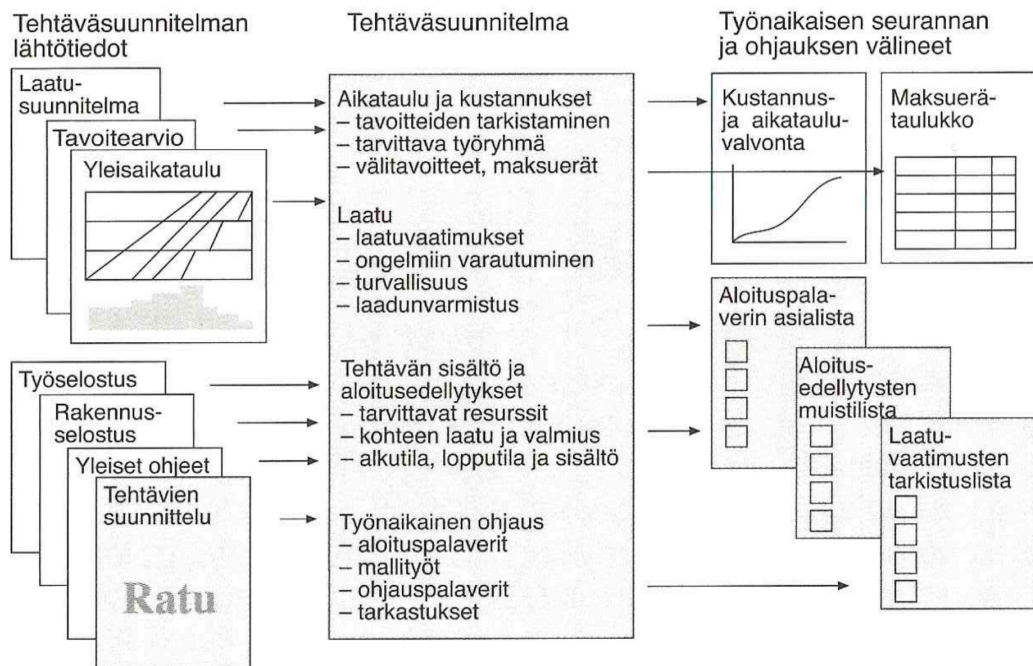 Tehtäväsuunnitelman
lähtötiedot
Laatu-
suunnitelma
Tavoitearvio
Yleisaikataulu
Työselostus
Rakennus-
selostus
Yleiset ohjeet
Tehtävien
suunnittelu
Ratu
Tehtäväsuunnitelma
Aikataulu ja kustannukset
– tavoitteiden tarkistaminen
– tarvittava työryhmä
– välitavoitteet, maksuerät
Laatu
– laatuvaatimukset
– ongelmiin varautuminen
– turvallisuus
– laadunvarmistus
Tehtävän sisältö ja
aloitusedellytykset
– tarvittavat resurssit
– kohteen laatu ja valmius
– alkutila, lopputila ja sisältö
Työnaikainen ohjaus
– aloituspalaverit
– mallityöt
– ohjauspalaverit
– tarkastukset
Työnaikaisen seurannan
ja ohjauksen välineet
Kustannus-
ja aikataulu-
valvonta
Maksuerä-
taulukko
Aloituspala-
verin asialista
Aloitus-
edellytysten
muistilista
Laatu-
vaatimusten
tarkistuslista